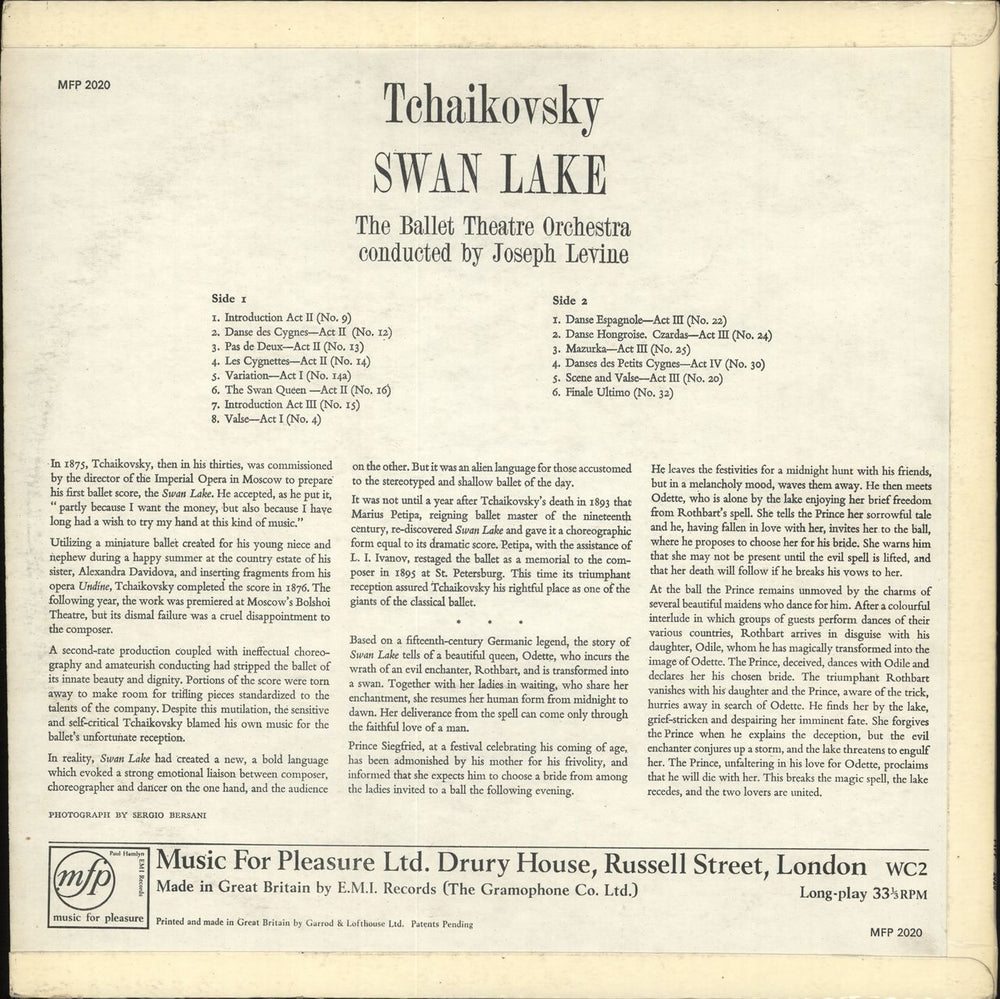 MFP 2020
Tchaikovsky
SWAN LAKE
The Ballet Theatre Orchestra
conducted by Joseph Levine
Side 1
1. Introduction Act II (No. 9)
2. Danse des Cygnes—Act II (No. 12)
3. Pas de Deux—Act II (No. 13)
4. Les Cygnettes—Act II (No. 14)
5. Variation—Act I (No. 14a)
6. The Swan Queen —Act II (No. 16)
7. Introduction Act III (No. 15)
8. Valse—Act I (No. 4)
Side 2
1. Danse Espagnole—Act III (No. 22)
2. Danse Hongroise. Czardas—Act III (No. 24)
3. Mazurka—Act III (No. 25)
4. Danses des Petits Cygnes—Act IV (No. 30)
5. Scene and Valse—Act III (No. 20)
6. Finale Ultimo (No. 32)
In 1875, Tchaikovsky, then in his thirties, was commissioned
by the director of the Imperial Opera in Moscow to prepare
his first ballet score, the Swan Lake. He accepted, as he put it,
" partly because I want the money, but also because I have
long had a wish to try my hand at this kind of music."
Utilizing a miniature ballet created for his young niece and
nephew during a happy summer at the country estate of his
sister, Alexandra Davidova, and inserting fragments from his
opera Undine, Tchaikovsky completed the score in 1876. The
following year, the work was premiered at Moscow's Bolshoi
Theatre, but its dismal failure was a cruel disappointment to
the composer.
A second-rate production coupled with ineffectual choreo-
graphy and amateurish conducting had stripped the ballet of
its innate beauty and dignity. Portions of the score were torn
away to make room for trifling pieces standardized to the
talents of the company. Despite this mutilation, the sensitive
and self-critical Tchaikovsky blamed his own music for the
ballet's unfortunate reception.
In reality, Swan Lake had created a new, a bold language
which evoked a strong emotional liaison between composer,
choreographer and dancer on the one hand, and the audience
on the other. But it was an alien language for those accustomed
to the stereotyped and shallow ballet of the day.
It was not until a year after Tchaikovsky's death in 1893 that
Marius Petipa, reigning ballet master of the nineteenth
century, re-discovered Swan Lake and gave it a choreographic
form equal to its dramatic score. Petipa, with the assistance of
L. I. Ivanov, restaged the ballet as a memorial to the com-
poser in 1895 at St. Petersburg. This time its triumphant
reception assured Tchaikovsky his rightful place as one of the
giants of the classical ballet.
* * *
Based on a fifteenth-century Germanic legend, the story of
Swan Lake tells of a beautiful queen, Odette, who incurs the
wrath of an evil enchanter, Rothbart, and is transformed into
a swan. Together with her ladies in waiting, who share her
enchantment, she resumes her human form from midnight to
dawn. Her deliverance from the spell can come only through
the faithful love of a man.
Prince Siegfried, at a festival celebrating his coming of age,
has been admonished by his mother for his frivolity, and
informed that she expects him to choose a bride from among
the ladies invited to a ball the following evening.
He leaves the festivities for a midnight hunt with his friends,
but in a melancholy mood, waves them away. He then meets
Odette, who is alone by the lake enjoying her brief freedom
from Rothbart's spell. She tells the Prince her sorrowful tale
and he, having fallen in love with her, invites her to the ball,
where he proposes to choose her for his bride. She warns him
that she may not be present until the evil spell is lifted, and
that her death will follow if he breaks his vows to her.
At the ball the Prince remains unmoved by the charms of
several beautiful maidens who dance for him. After a colourful
interlude in which groups of guests perform dances of their
various countries, Rothbart arrives in disguise with his
daughter, Odile, whom he has magically transformed into the
image of Odette. The Prince, deceived, dances with Odile and
declares her his chosen bride. The triumphant Rothbart
vanishes with his daughter and the Prince, aware of the trick,
hurries away in search of Odette. He finds her by the lake,
grief-stricken and despairing her imminent fate. She forgives
the Prince when he explains the deception, but the evil
enchanter conjures up a storm, and the lake threatens to engulf
her. The Prince, unfaltering in his love for Odette, proclaims
that he will die with her. This breaks the magic spell, the lake
recedes, and the two lovers are united.
PHOTOGRAPH BY SERGIO BERSANI
Paul Hamlyn
EMI Records
mfp
music for pleasure
Music For Pleasure Ltd. Drury House, Russell Street, London WC2
Made in Great Britain by E.M.I. Records (The Gramophone Co. Ltd.)
Long-play 33⅓ RPM
Printed and made in Great Britain by Garrod & Lofthouse Ltd. Patents Pending
MFP 2020